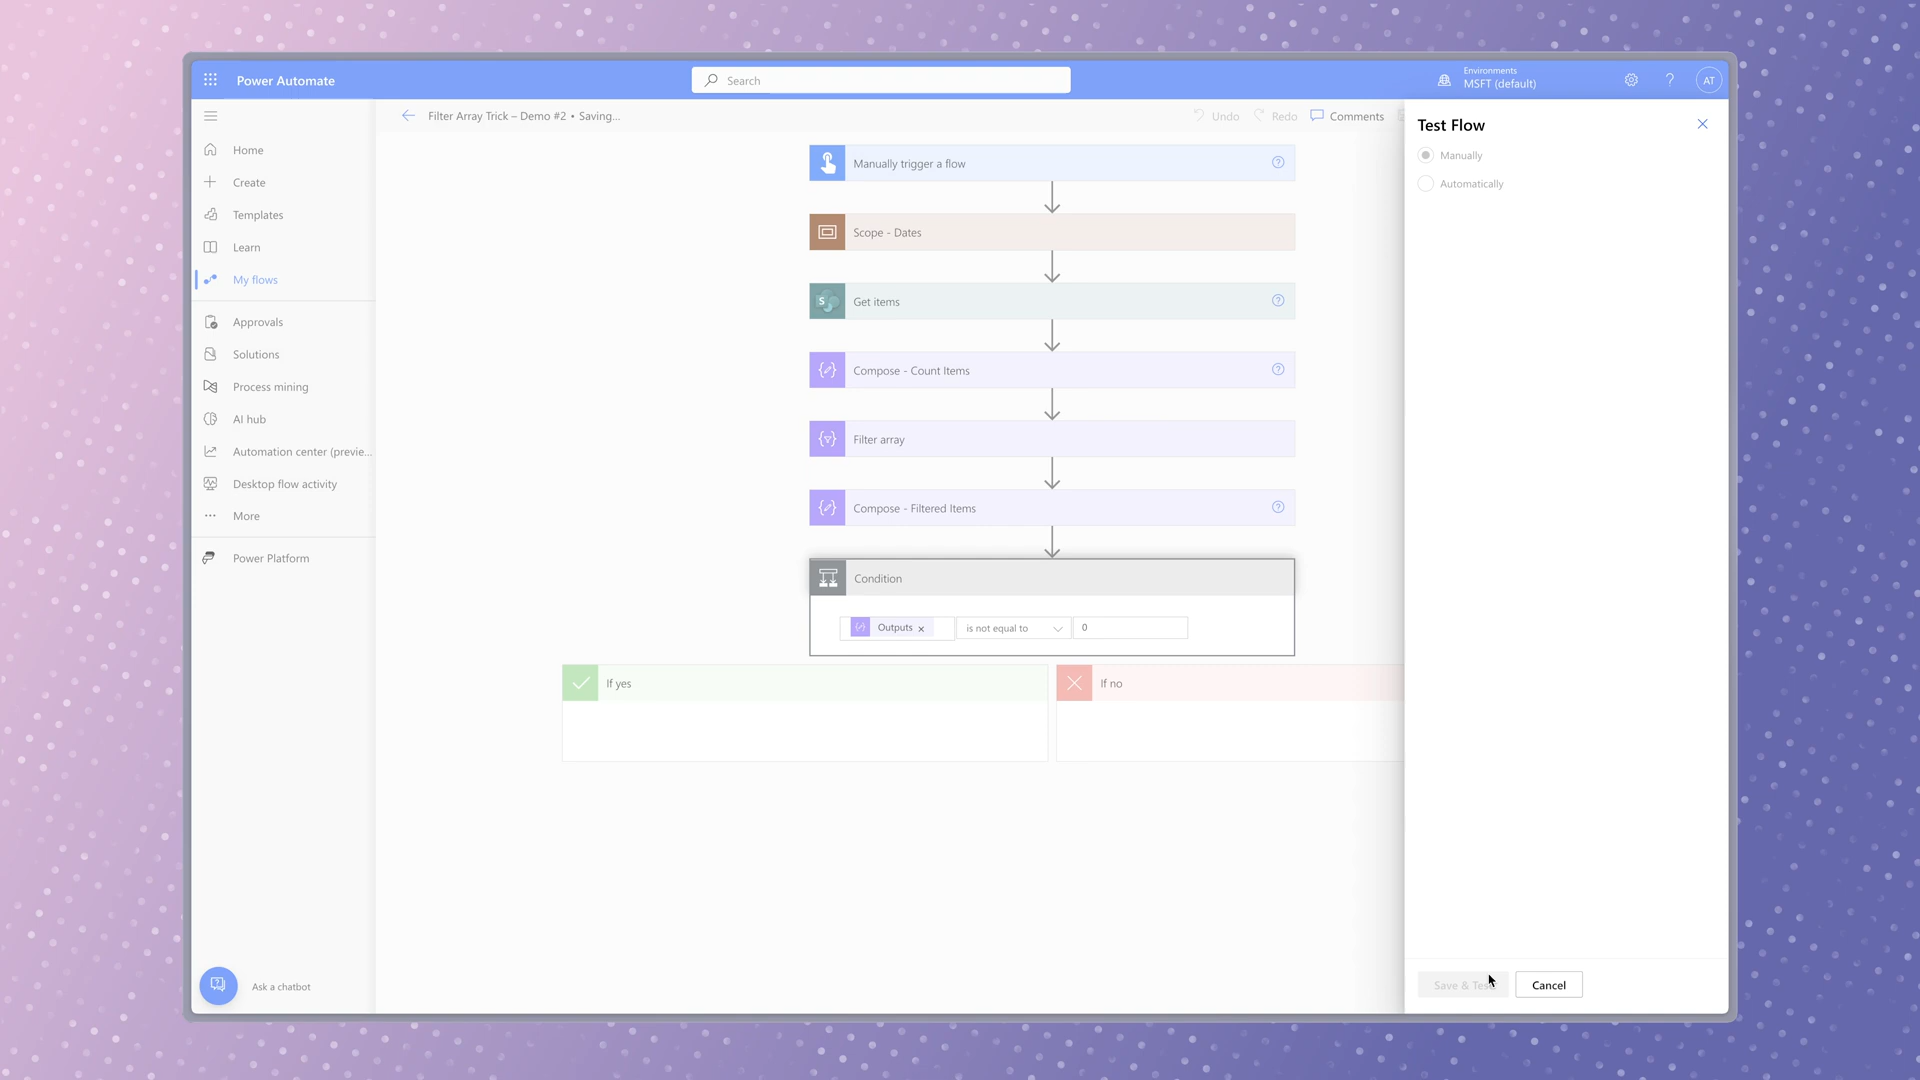 Power Automate
Search
Environments
MSFT (default)
?
AT
Filter Array Trick – Demo #2 • Saving...
Undo
Redo
Comments
Home
Create
Templates
Learn
My flows
Approvals
Solutions
Process mining
AI hub
Automation center (previe...
Desktop flow activity
More
Power Platform
Ask a chatbot
Manually trigger a flow
Scope - Dates
S
Get items
Compose - Count Items
Filter array
Compose - Filtered Items
Condition
Outputs
is not equal to
0
If yes
If no
Test Flow
Manually
Automatically
Save &
Cancel